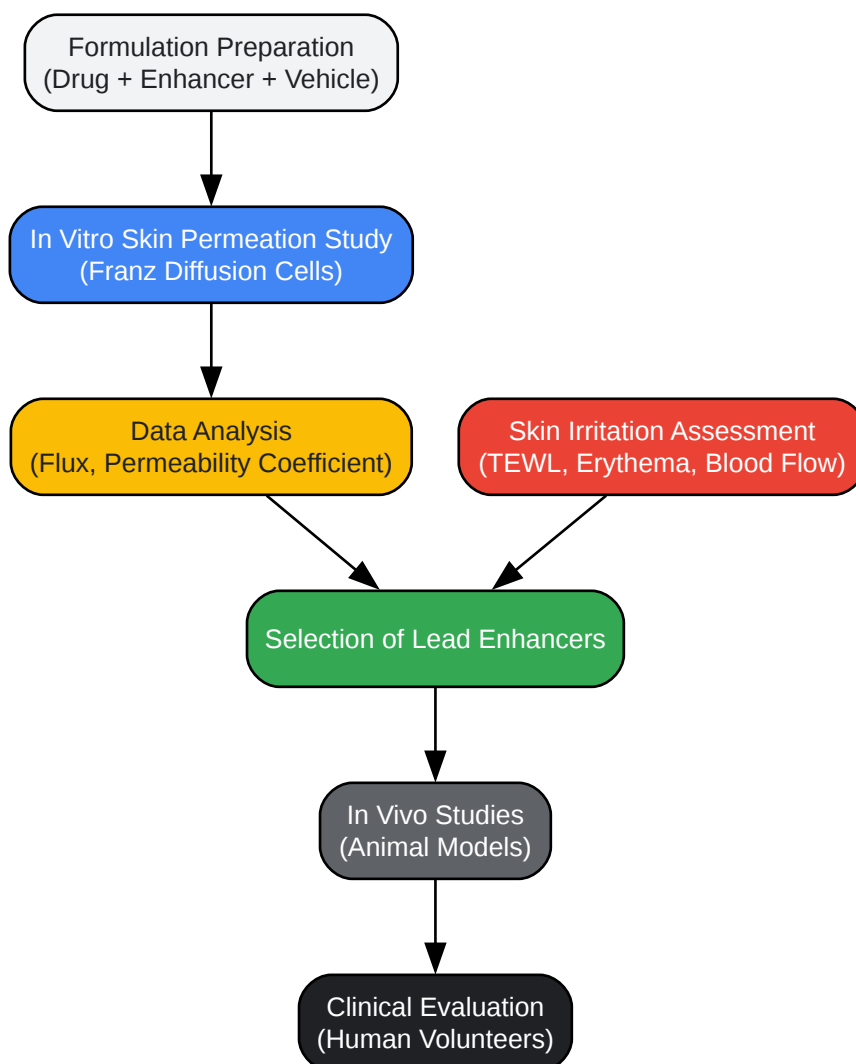 Formulation Preparation
(Drug + Enhancer + Vehicle)
In Vitro Skin Permeation Study
(Franz Diffusion Cells)
Data Analysis
(Flux, Permeability Coefficient)
Skin Irritation Assessment
(TEWL, Erythema, Blood Flow)
Selection of Lead Enhancers
In Vivo Studies
(Animal Models)
Clinical Evaluation
(Human Volunteers)